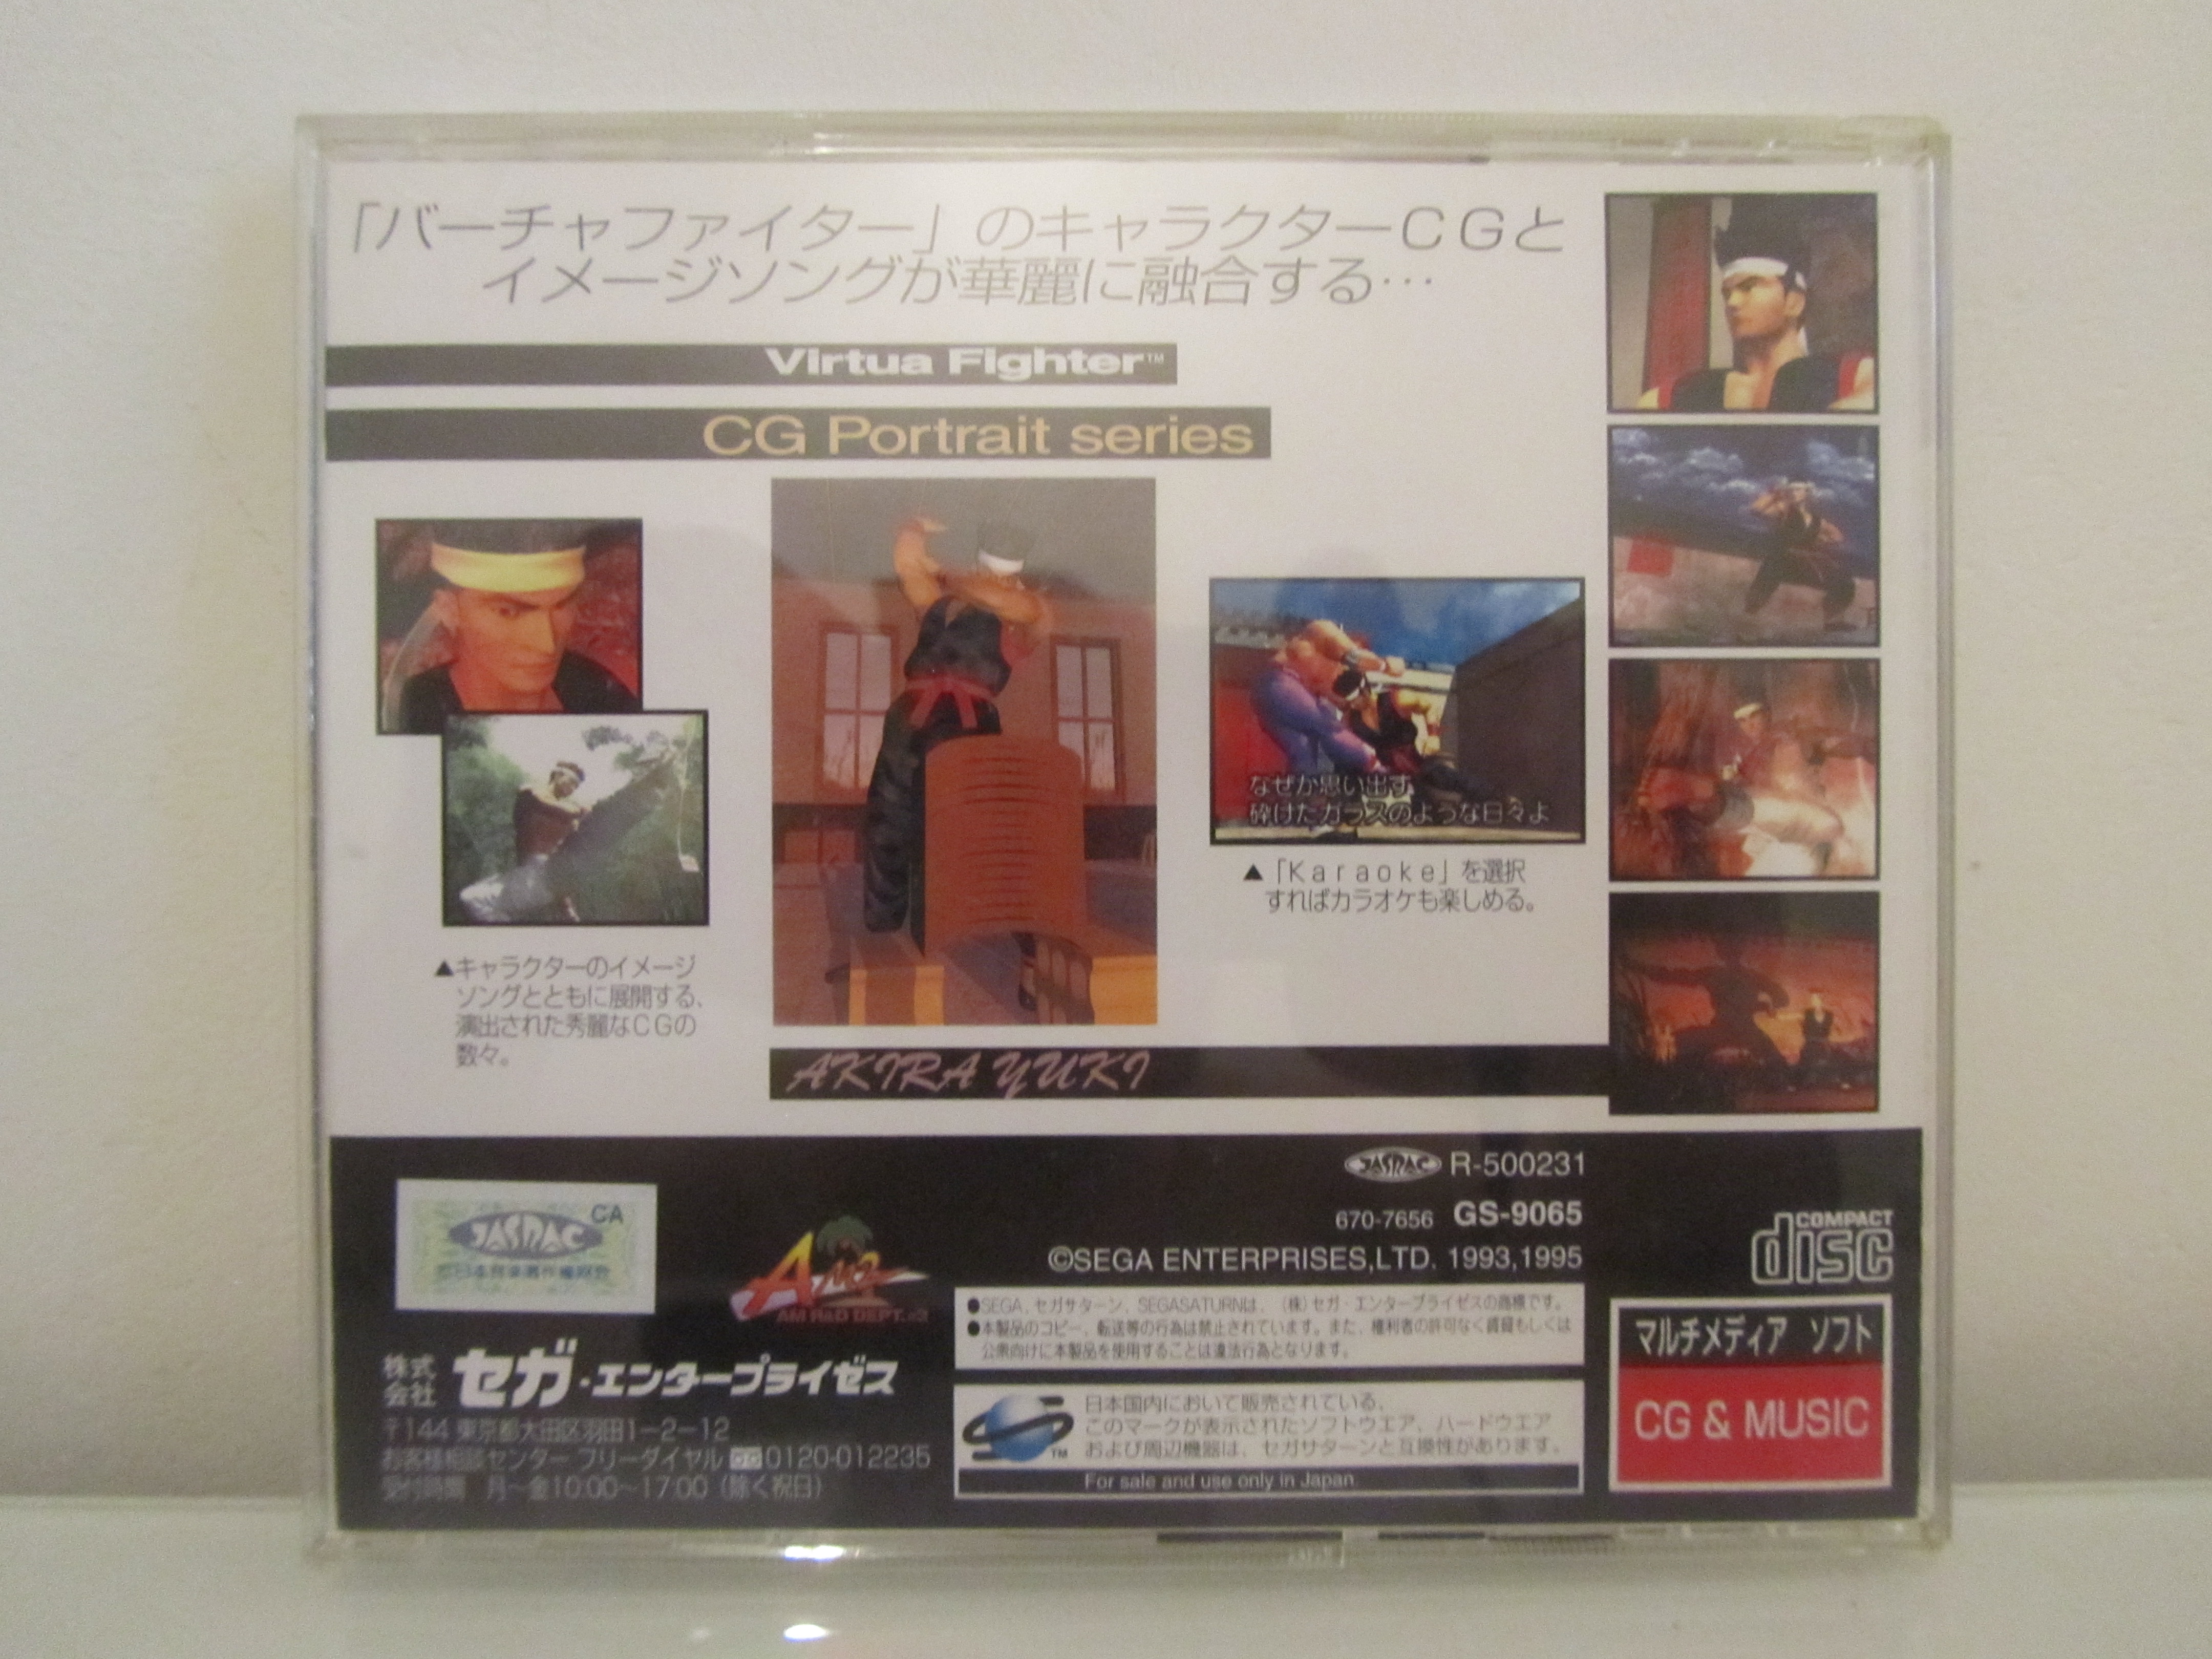 「バーチャファイター」のキャラクターCGと
イメージソングが華麗に融合する…
Virtua Fighter™
CG Portrait series
なぜか思い出す
砕けたガラスのような日々よ
▲「Karaoke」を選択
すればカラオケも楽しめる。
▲キャラクターのイメージ
ソングとともに展開する、
演出された秀麗なCGの
数々。
AKIRA YUKI
JASRAC R-500231
670-7656 GS-9065
©SEGA ENTERPRISES,LTD. 1993,1995
COMPACT
disc
JASRAC CA
AM2
AM R&D DEPT.#2
●SEGA、セガサターン、SEGASATURNは、(株)セガ・エンタープライゼスの商標です。
●本製品のコピー、転送等の行為は禁止されています。また、権利者の許可なく賃貸もしくは
公衆向けに本製品を使用することは違法行為となります。
株式会社 セガ・エンタープライゼス
〒144 東京都大田区羽田1−2−12
お客様相談センター フリーダイヤル 0120-012235
受付時間 月〜金10:00〜17:00(除く祝日)
日本国内において販売されている、
このマークが表示されたソフトウエア、ハードウエア
および周辺機器は、セガサターンと互換性があります。
TM
For sale and use only in Japan.
マルチメディア ソフト
CG & MUSIC